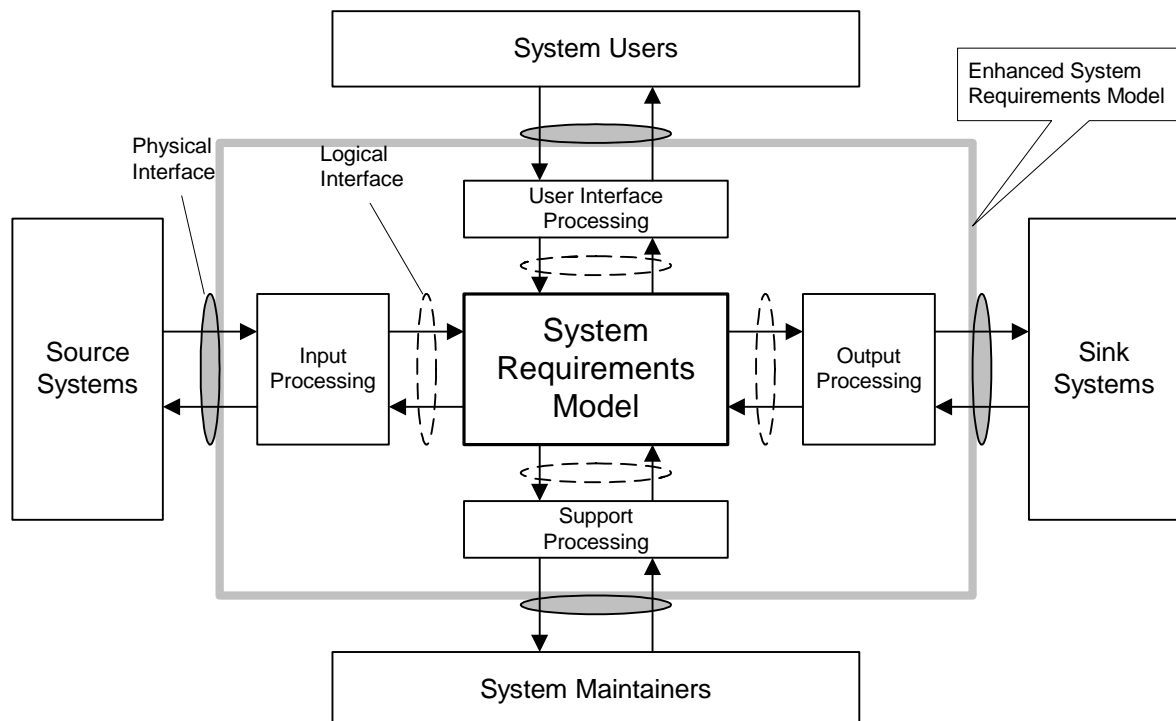 System Users
Enhanced System
Requirements Model
Physical
Interface
Logical
Interface
User Interface
Processing
Source
Systems
Input
Processing
System
Requirements
Model
Output
Processing
Sink
Systems
Support
Processing
System Maintainers